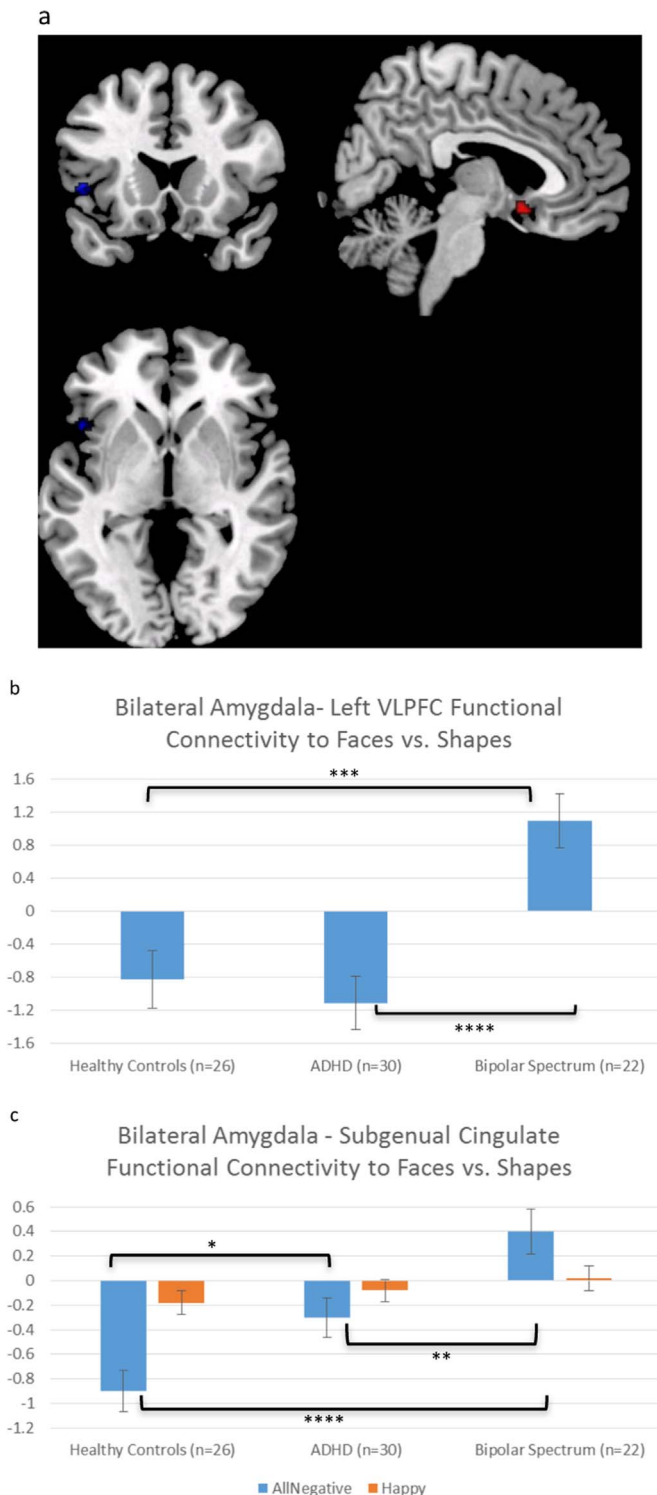 a
b
Bilateral Amygdala- Left VLPFC Functional
Connectivity to Faces vs. Shapes
1.6
***
1.2
0.8
0.4
0
-0.4
-0.8
-1.2
****
-1.6
Healthy Controls (n=26) ADHD (n=30) Bipolar Spectrum (n=22)
c
Bilateral Amygdala - Subgenual Cingulate
Functional Connectivity to Faces vs. Shapes
0.6
0.4
*
0.2
0
-0.2
-0.4
-0.6
**
-0.8
-1
****
-1.2
Healthy Controls (n=26) ADHD (n=30) Bipolar Spectrum (n=22)
AllNegative Happy